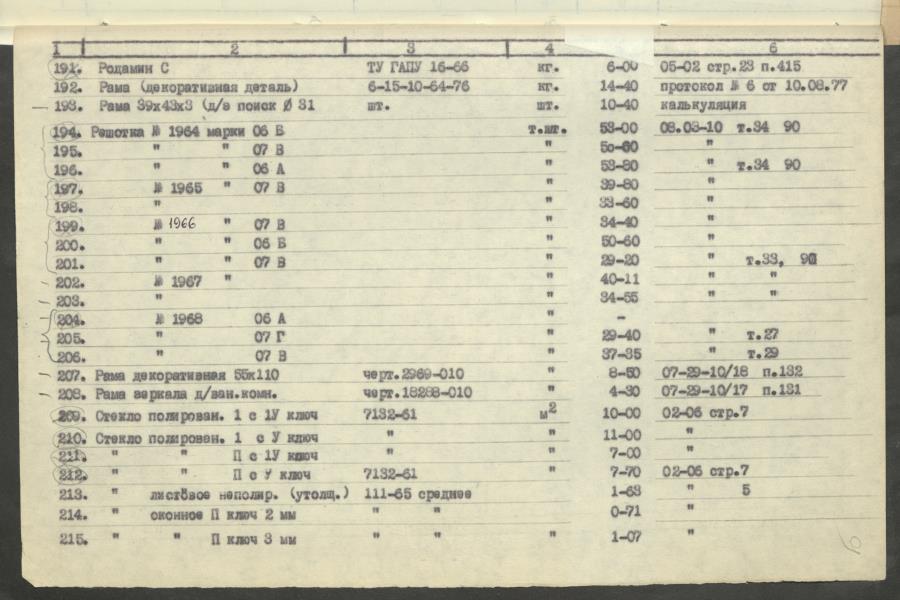 1 2 3 4 6
191. Родамин С ТУ ГАПУ 16-66 кг. 6-00 05-02 стр.23 п.415
192. Рама (декоративная деталь) 6-15-10-64-76 кг. 14-40 протокол № 6 от 10.08.77
193. Рама 39х43х3 (д/э поиск Ø 31 шт. шт. 10-40 калькуляция
194. Решотка № 1964 марки 06 Б т.шт. 53-00 08.03-10 т.34 90
195. " " 07 В " 50-60 "
196. " " 06 А " 53-80 " т.34 90
197. № 1965 " 07 В " 39-80 "
198. " " 33-60 "
199. № 1966 " 07 В " 34-40 "
200. " " 06 Б " 50-60 "
201. " " 07 В " 29-20 " т.33, 90
202. № 1967 " " 40-11 " "
203. " " 34-55 " "
204. № 1968 06 А " -
205. " 07 Г " 29-40 " т.27
206. " 07 В " 37-35 " т.29
207. Рама декоративная 55х110 черт.2969-010 " 8-50 07-29-10/18 п.132
208. Рама зеркала д/ван.комн. черт.18288-010 " 4-30 07-29-10/17 п.131
209. Стекло полирован. 1 с 1У ключ 7132-61 м2 10-00 02-06 стр.7
210. Стекло полирован. 1 с У ключ " " 11-00 "
211. " " П с 1У ключ " 7-00 "
212. " " П с У ключ 7132-61 " 7-70 02-06 стр.7
213. " листовое неполир. (утолщ.) 111-65 среднее 1-63 " 5
214. " оконное П ключ 2 мм " " 0-71 "
215. " " П ключ 3 мм " " " 1-07 "